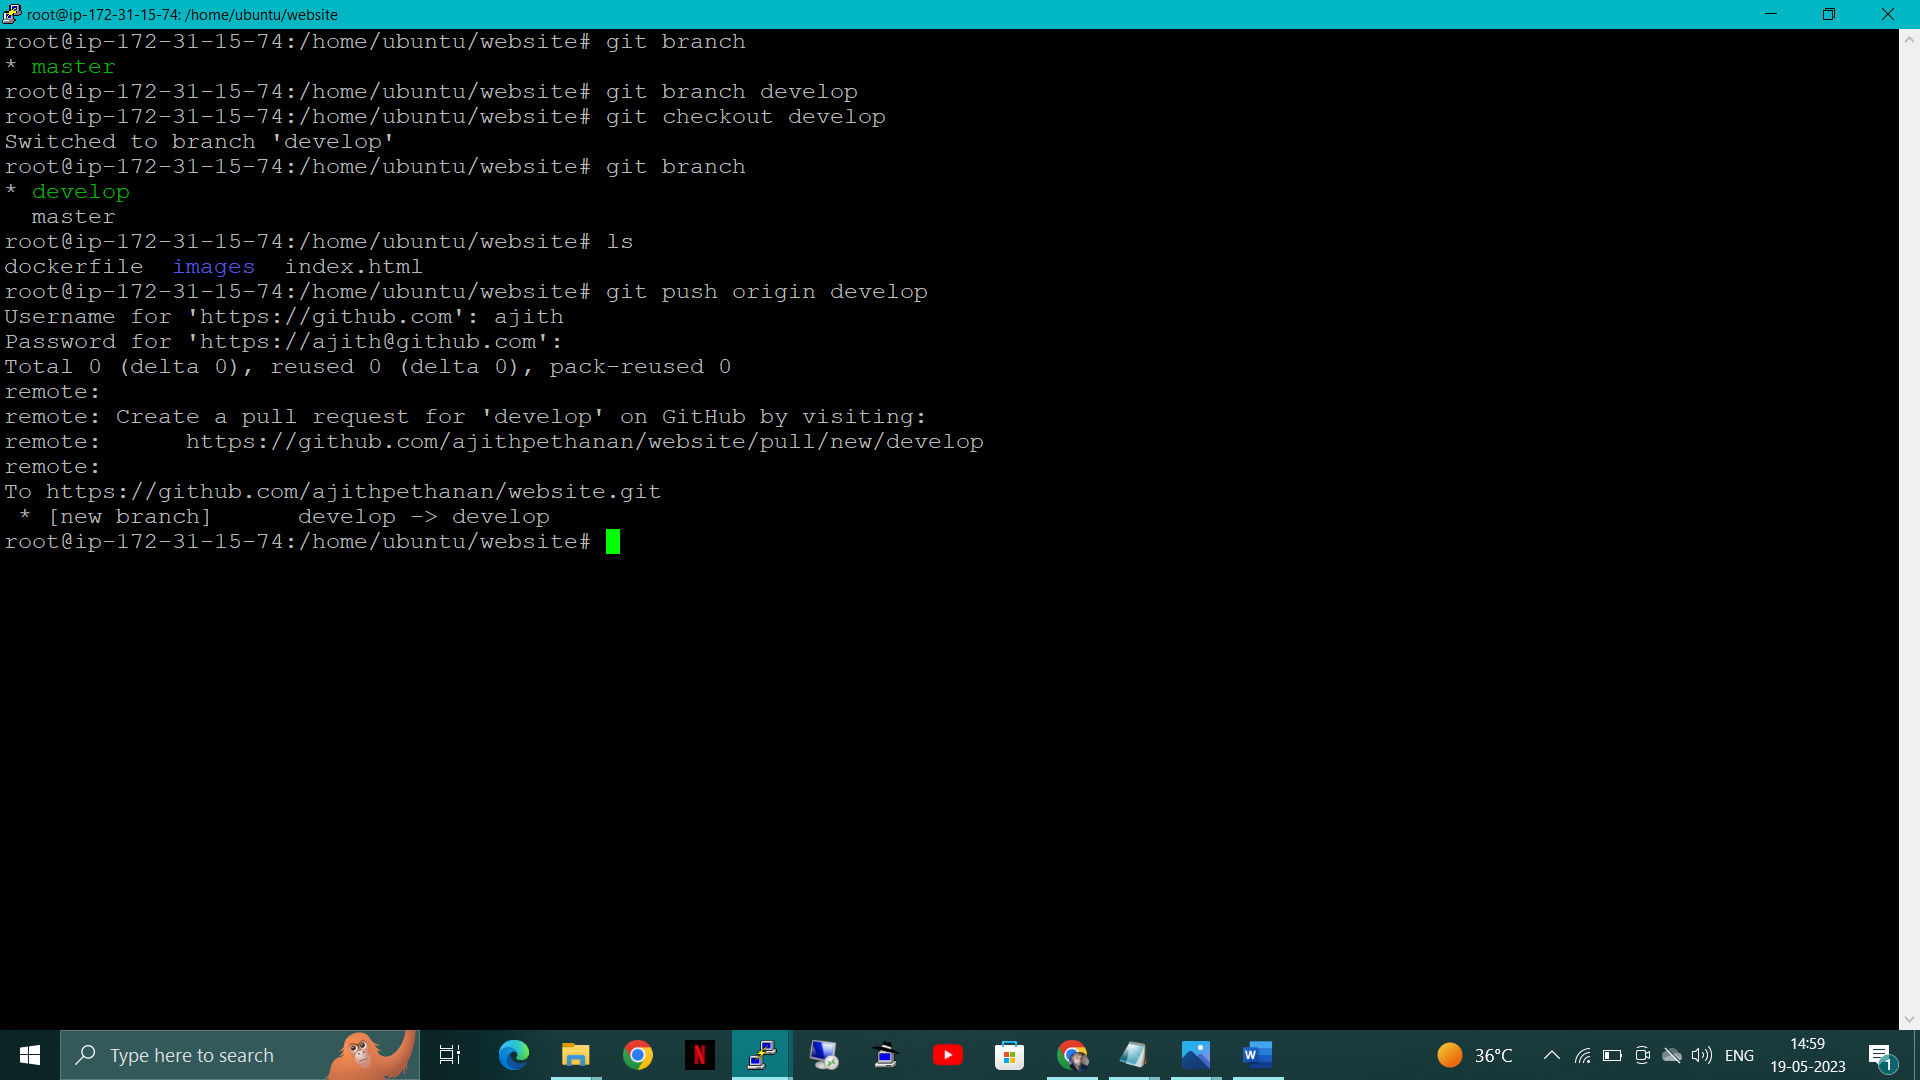 root@ip-172-31-15-74: /home/ubuntu/website
root@ip-172-31-15-74:/home/ubuntu/website# git branch
* master
root@ip-172-31-15-74:/home/ubuntu/website# git branch develop
root@ip-172-31-15-74:/home/ubuntu/website# git checkout develop
Switched to branch 'develop'
root@ip-172-31-15-74:/home/ubuntu/website# git branch
* develop
  master
root@ip-172-31-15-74:/home/ubuntu/website# ls
dockerfile  images  index.html
root@ip-172-31-15-74:/home/ubuntu/website# git push origin develop
Username for 'https://github.com': ajith
Password for 'https://ajith@github.com':
Total 0 (delta 0), reused 0 (delta 0), pack-reused 0
remote:
remote: Create a pull request for 'develop' on GitHub by visiting:
remote:      https://github.com/ajithpethanan/website/pull/new/develop
remote:
To https://github.com/ajithpethanan/website.git
 * [new branch]      develop -> develop
root@ip-172-31-15-74:/home/ubuntu/website#
Type here to search
N
W
36°C
ENG
14:59
19-05-2023
1